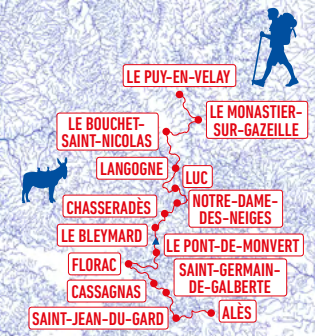 LE PUY-EN-VELAY
LE MONASTIER-
SUR-GAZEILLE
LE BOUCHET-
SAINT-NICOLAS
LANGOGNE
LUC
NOTRE-DAME-
DES-NEIGES
CHASSERADÈS
LE BLEYMARD
LE PONT-DE-MONVERT
FLORAC
SAINT-GERMAIN-
DE-GALBERTE
CASSAGNAS
ALÈS
SAINT-JEAN-DU-GARD